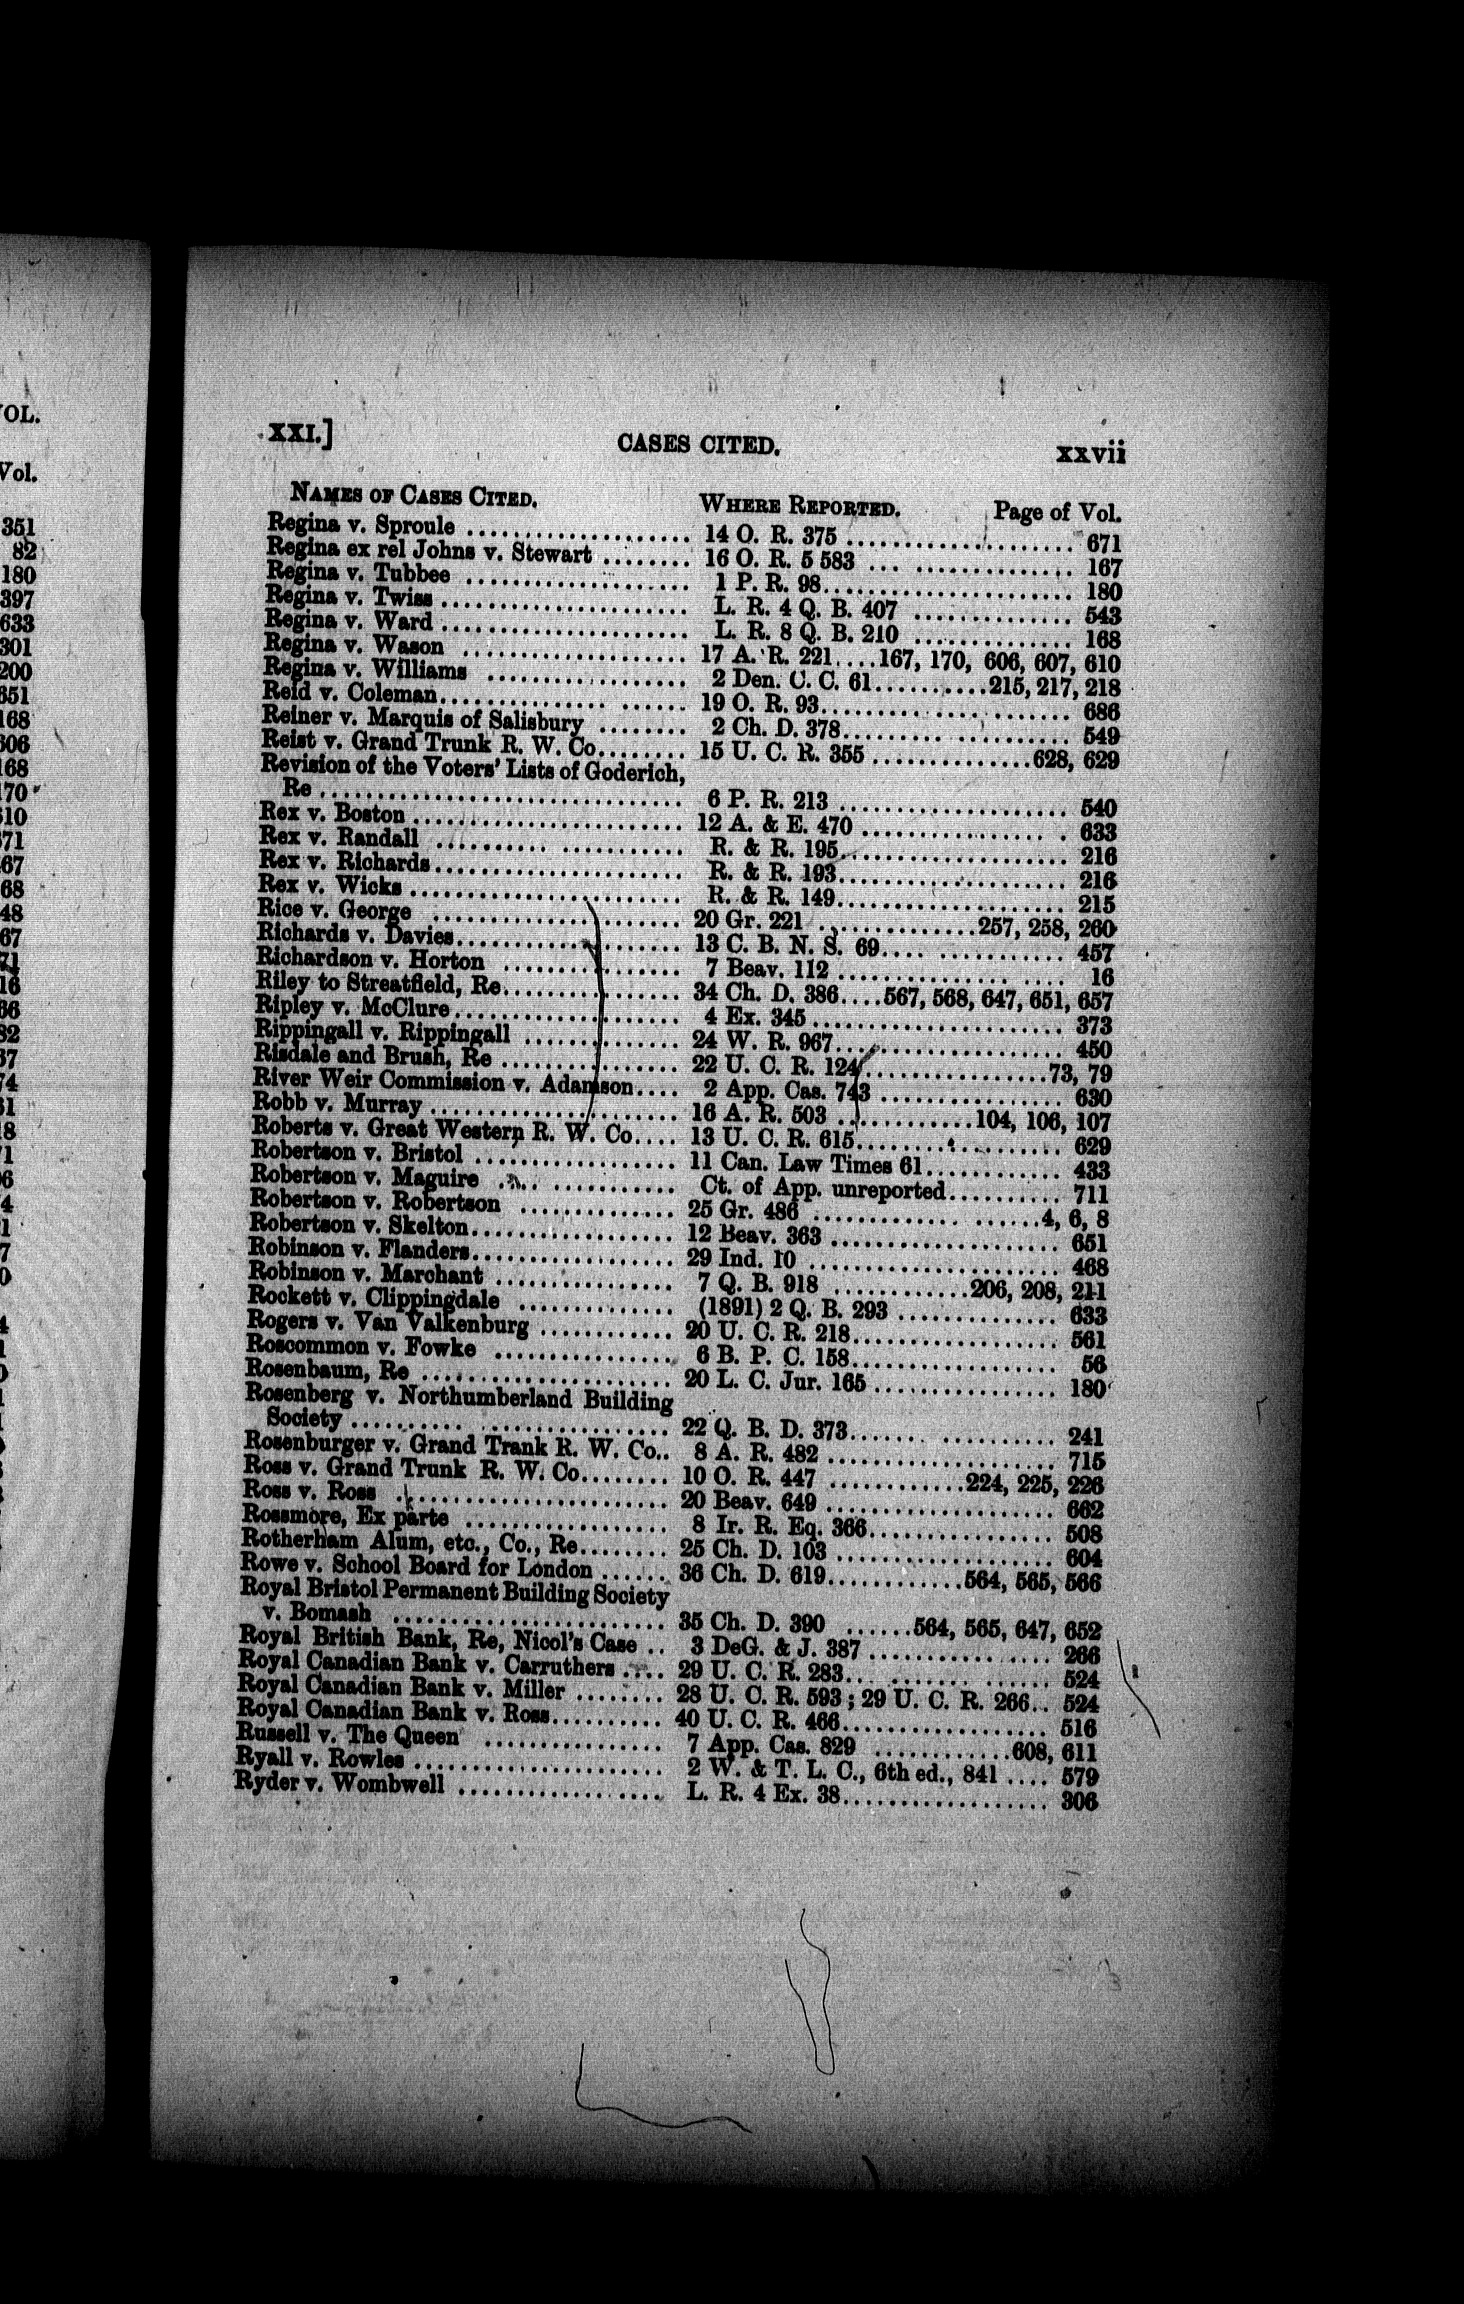 VOL.
Vol.
351
82
180
397
633
301
200
651
168
606
168
170
610
671
XXI.] CASES CITED. xxvii
NAMES OF CASES CITED. WHERE REPORTED. Page of Vol.
Regina v. Sproule .................... 14 O. R. 375 ...................... 671
Regina ex rel Johns v. Stewart ........ 16 O. R. 5 583 ... .............. 167
Regina v. Tubbee .................... 1 P. R. 98........................ 180
Regina v. Twiss ...................... L. R. 4 Q. B. 407 .............. 543
Regina v. Ward ...................... L. R. 8 Q. B. 210 .............. 168
Regina v. Wason .................... 17 A. R. 221....167, 170, 606, 607, 610
Regina v. Williams .................. 2 Den. C. C. 61..........215, 217, 218
Reid v. Coleman................ ...... 19 O. R. 93........................ 686
Reiner v. Marquis of Salisbury ........ 2 Ch. D. 378...................... 549
Reist v. Grand Trunk R. W. Co........ 15 U. C. R. 355 ..............628, 629
Revision of the Voters' Lists of Goderich,
Re ................................ 6 P. R. 213 ...................... 540
Rex v. Boston ........................ 12 A. & E. 470 .................. . 633
Rex v. Randall .......... ........... R. & R. 195.................... 216
Rex v. Richards...................... R. & R. 193.................... 216
Rex v. Wicks ........................ R. & R. 149.................... 215
Rice v. George ...................... 20 Gr. 221 ..............257, 258, 260
Richards v. Davies.................... 13 C. B. N. S. 69.... ........... 457
Richardson v. Horton ................ 7 Beav. 112 ................ .... 16
Riley to Streatfield, Re................ 34 Ch. D. 386....567, 568, 647, 651, 657
Ripley v. McClure.................... 4 Ex. 345 ...................... 373
Rippingall v. Rippingall .............. 24 W. R. 967.................... 450
Risdale and Brush, Re ................ 22 U. C. R. 124..................73, 79
River Weir Commission v. Adamson.... 2 App. Cas. 743 ................ 630
Robb v. Murray ...................... 16 A. R. 503 ............104, 106, 107
Roberts v. Great Western R. W. Co.... 13 U. C. R. 615.................. 629
Robertson v. Bristol .................. 11 Can. Law Times 61............ 433
Robertson v. Maguire .... ........... Ct. of App. unreported.......... 711
Robertson v. Robertson .............. 25 Gr. 486 .............. ......4, 6, 8
Robertson v. Skelton.................. 12 Beav. 363 .................... 651
Robinson v. Flanders.................. 29 Ind. 10 ...................... 468
Robinson v. Marchant ................ 7 Q. B. 918 ............206, 208, 211
Rockett v. Clippingdale .............. (1891) 2 Q. B. 293 .............. 633
Rogers v. Van Valkenburg ............ 20 U. C. R. 218.................. 561
Roscommon v. Fowke ................ 6 B. P. C. 158.................. 56
Rosenbaum, Re ...................... 20 L. C. Jur. 165 ................ 180
Rosenberg v. Northumberland Building
Society .......... .................. 22 Q. B. D. 373...... ........... 241
Rosenburger v. Grand Trank R. W. Co.. 8 A. R. 482 .................... 715
Ross v. Grand Trunk R. W. Co........ 10 O. R. 447 ............224, 225, 226
Ross v. Ross ........................ 20 Beav. 649 .................... 662
Rossmore, Ex parte .................. 8 Ir. R. Eq. 366................ 508
Rotherham Alum, etc., Co., Re........ 25 Ch. D. 103 .................... 604
Rowe v. School Board for London ...... 36 Ch. D. 619............564, 565, 566
Royal Bristol Permanent Building Society
v. Bomash ........................ 35 Ch. D. 390 ......564, 565, 647, 652
Royal British Bank, Re, Nicol's Case .. 3 DeG. & J. 387 ................ 266
Royal Canadian Bank v. Carruthers .... 29 U. C. R. 283.. ........ ...... 524
Royal Canadian Bank v. Miller ........ 28 U. C. R. 593 ; 29 U. C. R. 266.. 524
Royal Canadian Bank v. Ross.......... 40 U. C. R. 466.................. 516
Russell v. The Queen ................ 7 App. Cas. 829 ............608, 611
Ryall v. Rowles ...................... 2 W. & T. L. C., 6th ed., 841 .... 579
Ryder v. Wombwell .................. L. R. 4 Ex. 38.................. 306